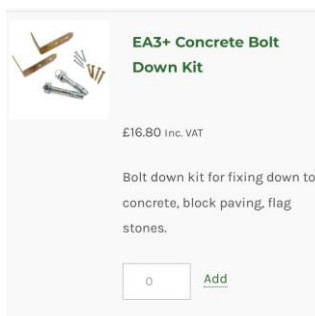 EA3+ Concrete Bolt
Down Kit
£16.80 Inc. VAT
Bolt down kit for fixing down to
concrete, block paving, flag
stones.
0
Add